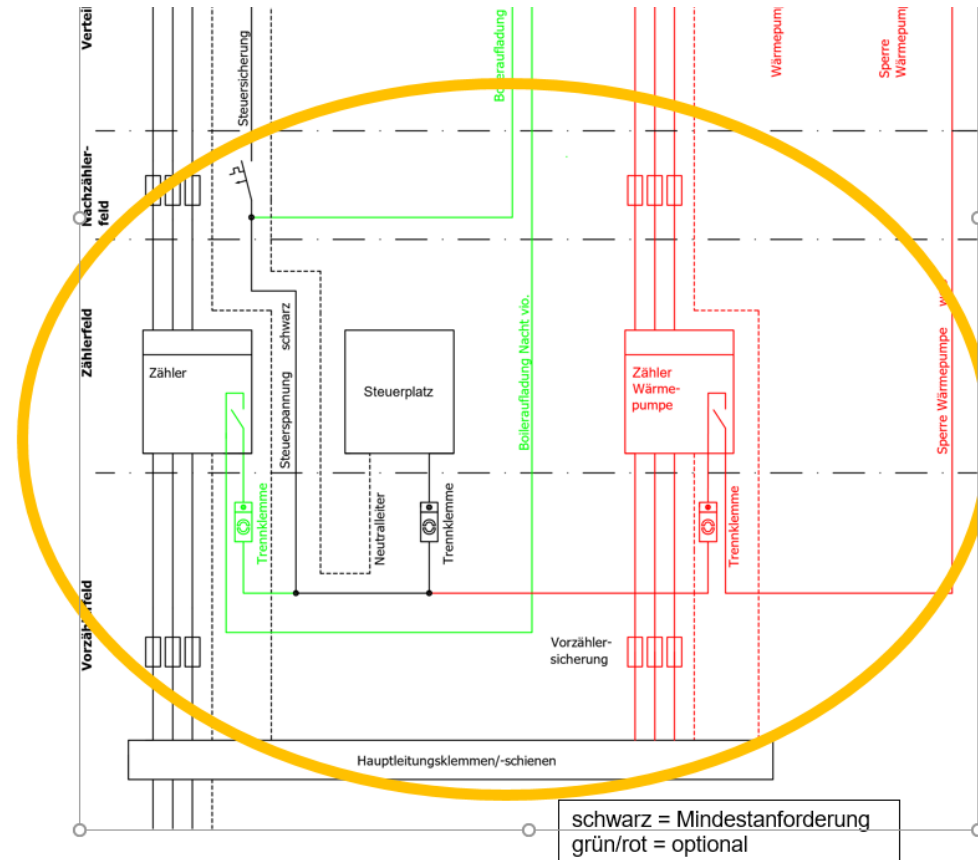 Verteil
Steuersicherung
Boileraufladung
Wärmepump
Sperre
Wärmepump
Nachzähler-
feld
Zählerfeld
Zähler
Steuerspannung schwarz
Steuerplatz
Boileraufladung Nacht vio.
Zähler
Wärme-
pumpe
Sperre Wärmepumpe
Vorzählerfeld
Trennklemme
Neutralleiter
Trennklemme
Trennklemme
Vorzähler-
sicherung
Hauptleitungsklemmen/-schienen
schwarz = Mindestanforderung
grün/rot = optional